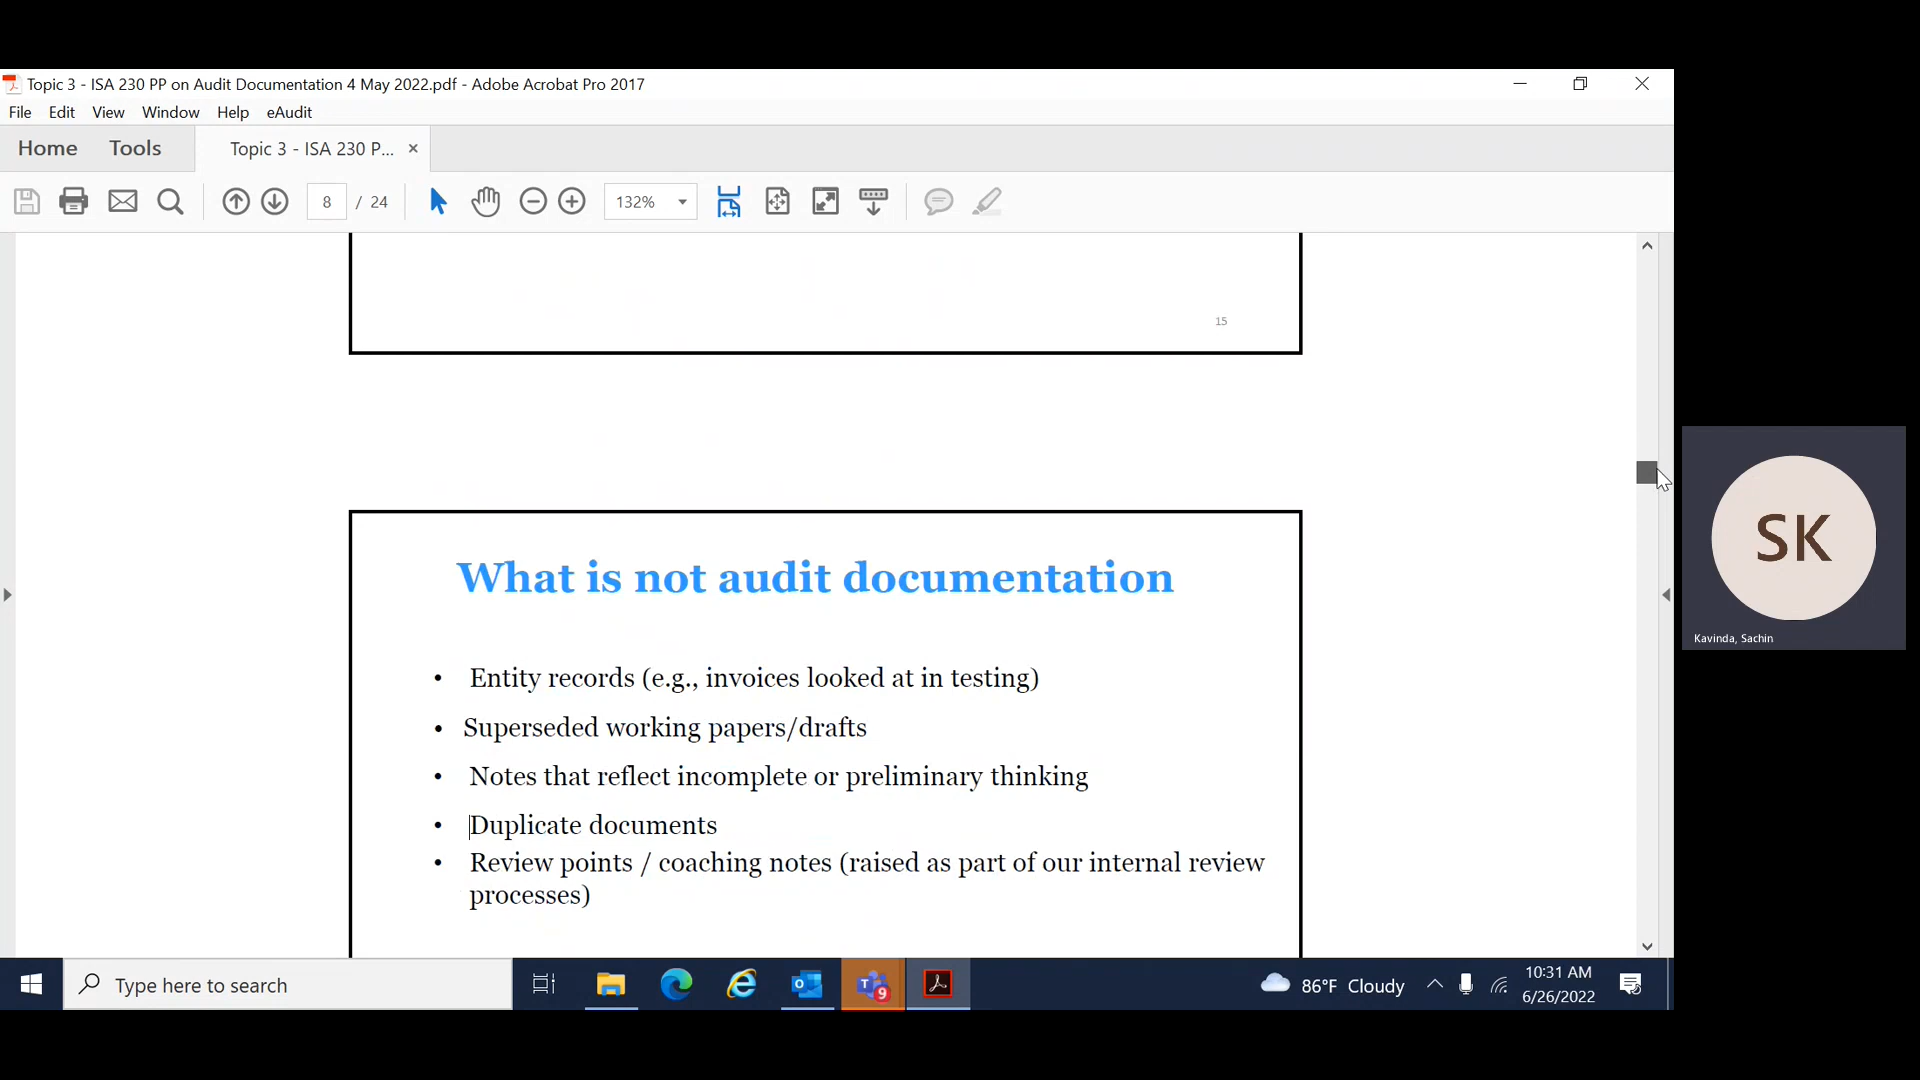 Topic 3 - ISA 230 PP on Audit Documentation 4 May 2022.pdf - Adobe Acrobat Pro 2017
File Edit View Window Help eAudit
Home Tools Topic 3 - ISA 230 P... ×
8 / 24 132%
15
What is not audit documentation
• Entity records (e.g., invoices looked at in testing)
• Superseded working papers/drafts
• Notes that reflect incomplete or preliminary thinking
• Duplicate documents
• Review points / coaching notes (raised as part of our internal review
processes)
SK
Kavinda, Sachin
Type here to search
9
86°F Cloudy
10:31 AM
6/26/2022